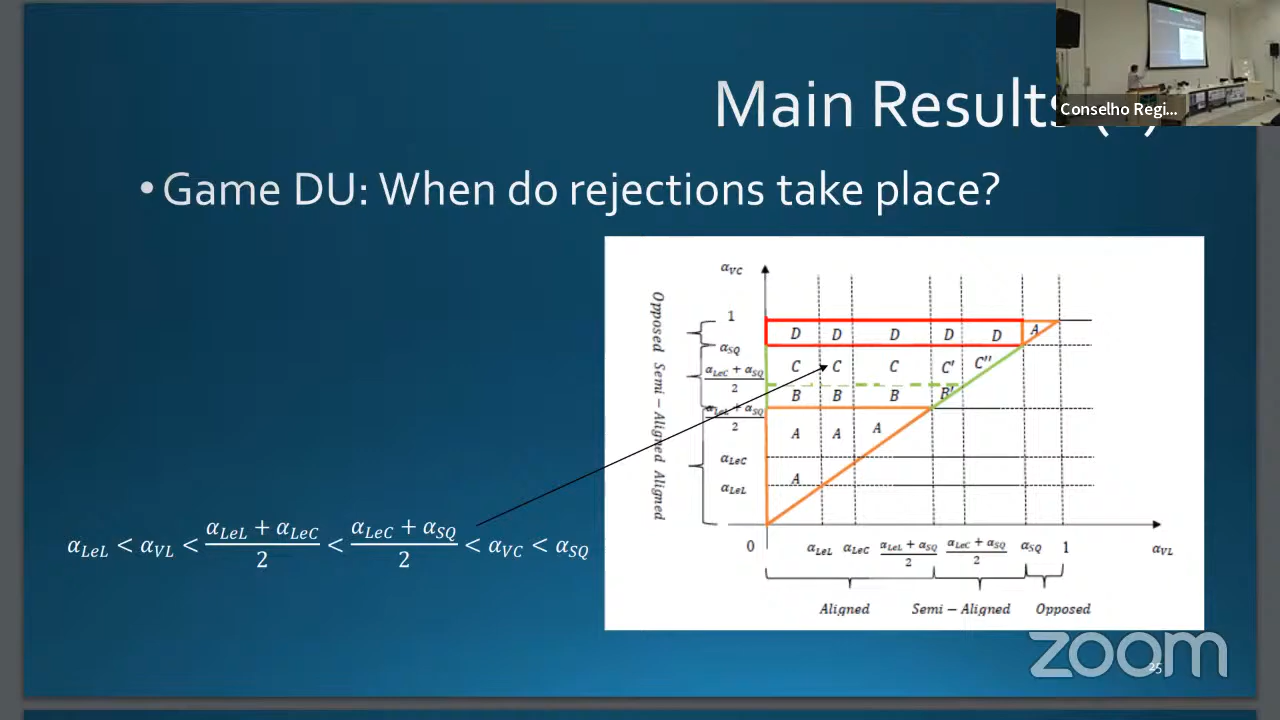 Main Results
Conselho Regi...
• Game DU: When do rejections take place?
α_VC
1
α_SQ
(α_LeC + α_SQ)/2
(α_LeL + α_SQ)/2
α_LeC
α_LeL
Opposed Semi − Aligned Aligned
D D D D D A
C C C C' C''
B B B B'
A A A
A
0 α_LeL α_LeC (α_LeL + α_SQ)/2 (α_LeC + α_SQ)/2 α_SQ 1 α_VL
Aligned Semi − Aligned Opposed
α_LeL < α_VL < (α_LeL + α_LeC)/2 < (α_LeC + α_SQ)/2 < α_VC < α_SQ
zoom
25